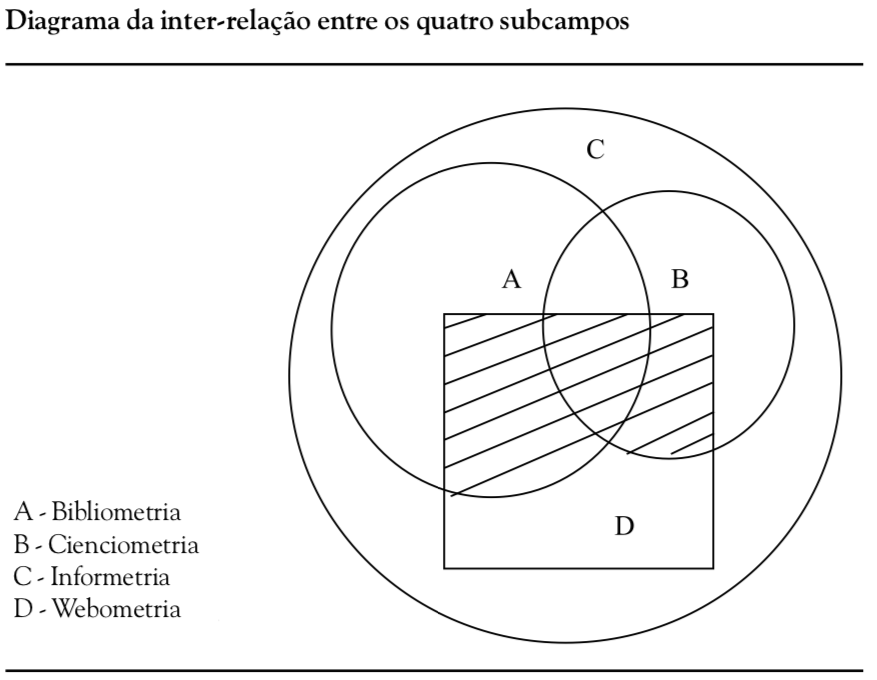 Diagrama da inter-relação entre os quatro subcampos
C
A
B
D
A - Bibliometria
B - Cienciometria
C - Informetria
D - Webometria